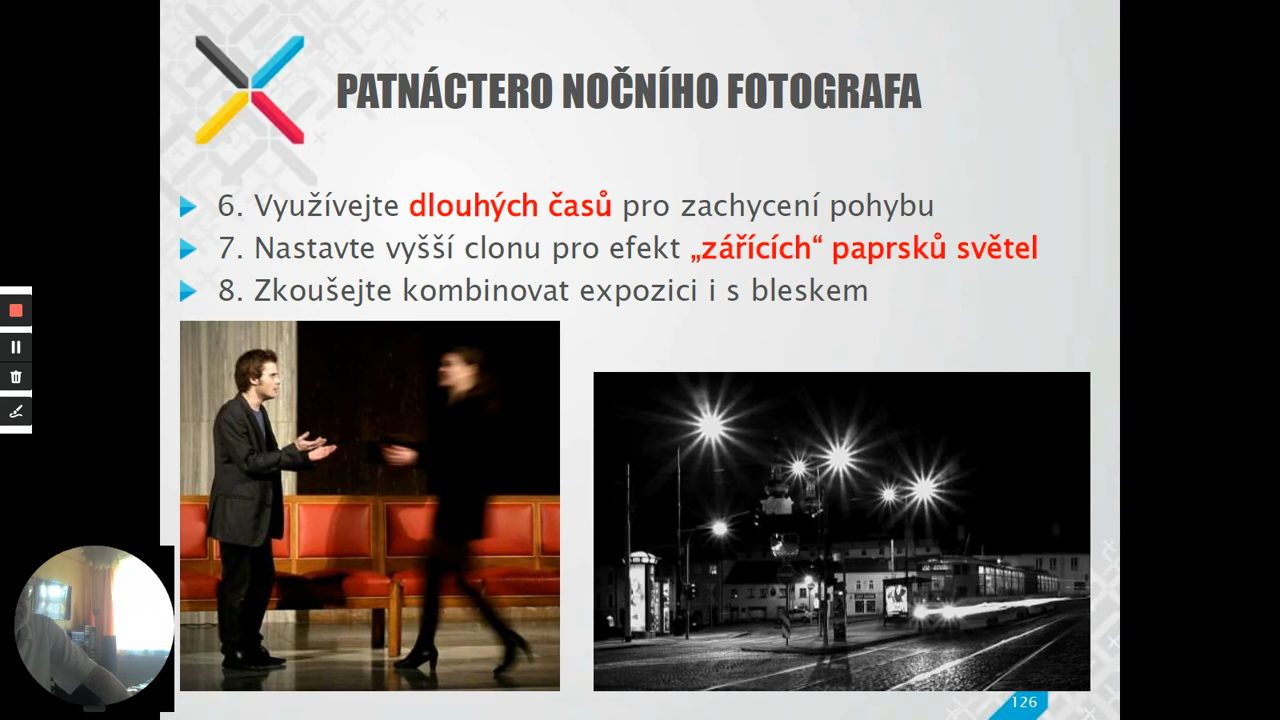 PATNÁCTERO NOČNÍHO FOTOGRAFA
6. Využívejte dlouhých časů pro zachycení pohybu
7. Nastavte vyšší clonu pro efekt „zářících“ paprsků světel
8. Zkoušejte kombinovat expozici i s bleskem
126